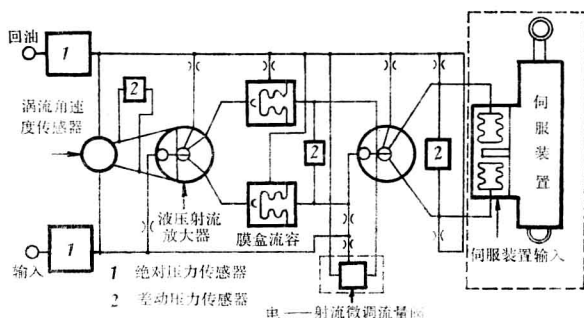 回油
1
2
涡流角速
度传感器
液压射流
放大器
2
膜盒流容
2
伺服装置
伺服装置输入
1
输入
1 绝对压力传感器
2 差动压力传感器
电——射流微调流量